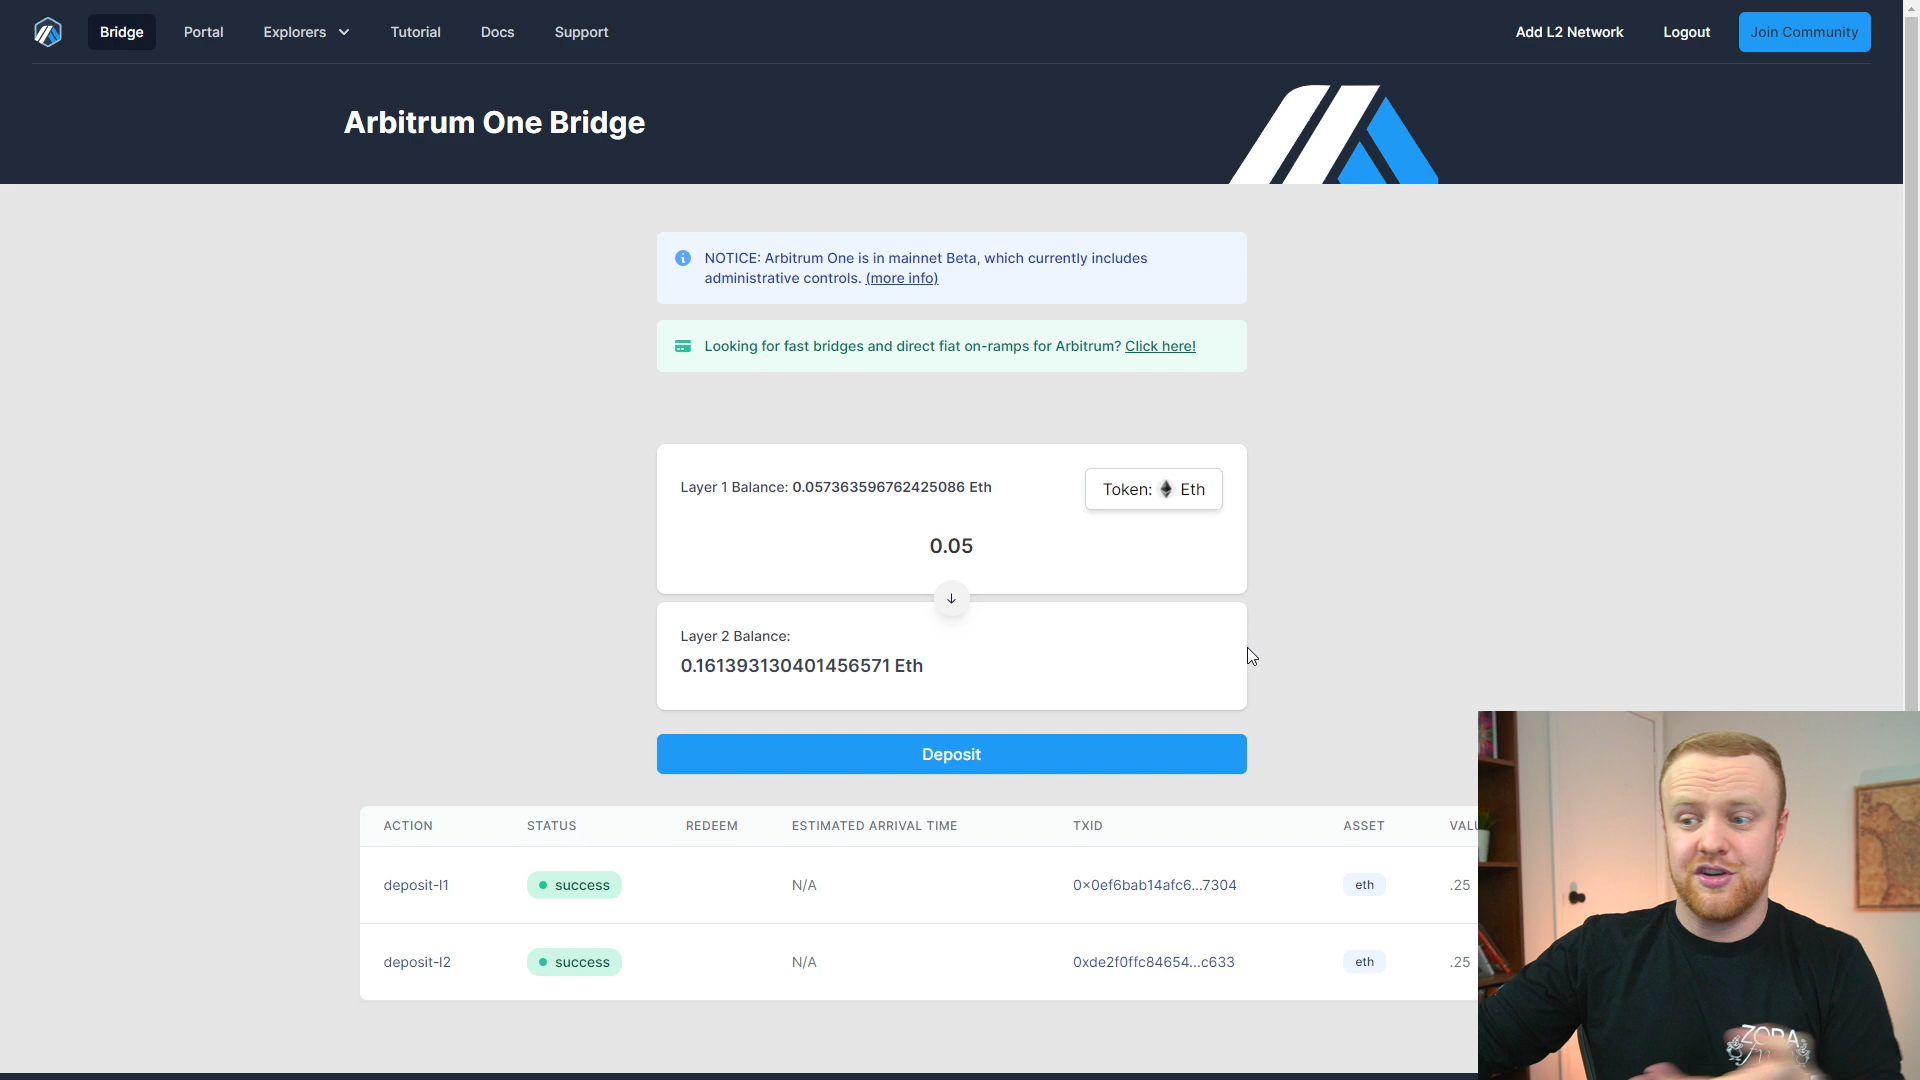 Bridge
Portal
Explorers
Tutorial
Docs
Support
Add L2 Network
Logout
Join Community
Arbitrum One Bridge
NOTICE: Arbitrum One is in mainnet Beta, which currently includes
administrative controls. (more info)
Looking for fast bridges and direct fiat on-ramps for Arbitrum? Click here!
Layer 1 Balance: 0.057363596762425086 Eth
Token: Eth
0.05
Layer 2 Balance:
0.161393130401456571 Eth
Deposit
ACTION STATUS REDEEM ESTIMATED ARRIVAL TIME TXID ASSET VALU
deposit-l1 success N/A 0x0ef6bab14afc6...7304 eth .25
deposit-l2 success N/A 0xde2f0ffc84654...c633 eth .25
ZORA